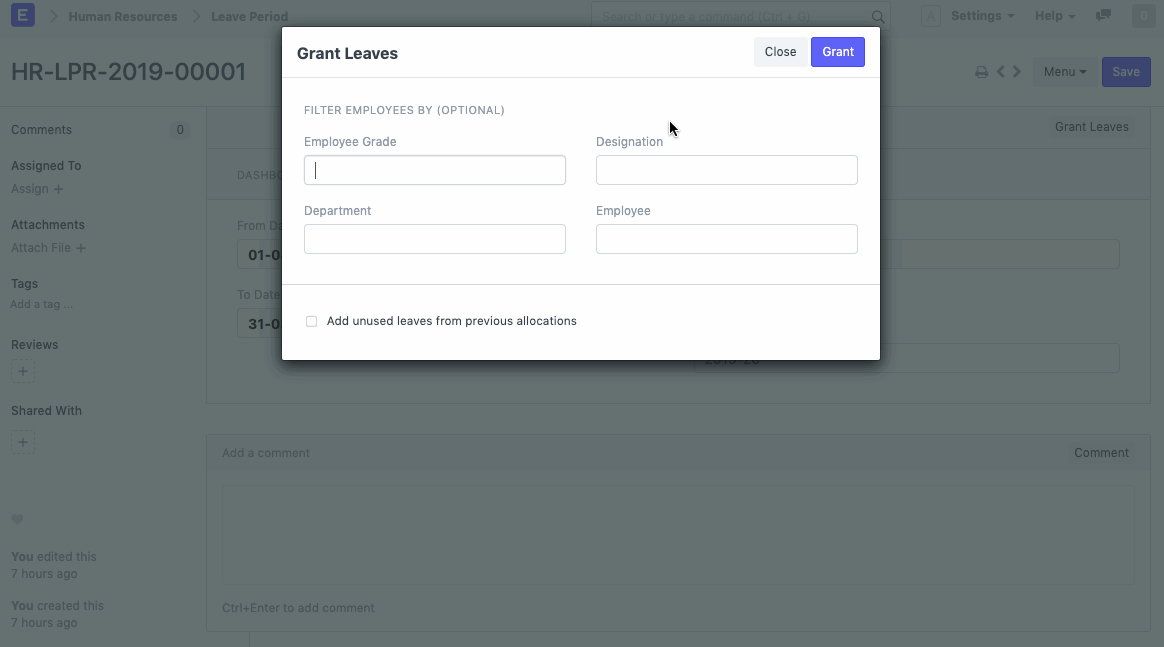 E Human Resources Leave Period Search or type a command (Ctrl + G) A Settings Help 0
HR-LPR-2019-00001 Menu Save
Grant Leaves Close Grant
FILTER EMPLOYEES BY (OPTIONAL)
Employee Grade Designation
Department Employee
Add unused leaves from previous allocations
Comments 0
Assigned To
Assign +
Attachments
Attach File +
Tags
Add a tag ...
Reviews
+
Shared With
+
You edited this
7 hours ago
You created this
7 hours ago
Grant Leaves
From
01-0
To Date
31-0
2019-20
Add a comment Comment
Ctrl+Enter to add comment